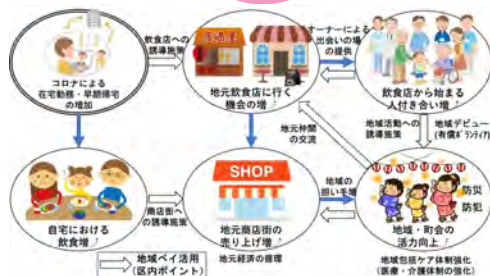 飲食店への
誘導施策
オーナーによる
出会いの場
の提供
居酒屋
コロナによる
在宅勤務・早期帰宅
の増加
地元飲食店に行く
機会の増⤴
飲食店から始まる
人付き合い増⤴
地元仲間
の交流
地域活動への
誘導施策
地域デビュー
(有償ボランティア)
SHOP
防災
防犯
自宅における
飲食増⤴
商店街へ
の誘導施策
地元商店街の
売り上げ増⤴
地域の
担い手増
地域・町会の
活力向上⤴
地域ペイ活用
(区内ポイント)
地元経済の循環
地域包括ケア体制強化
(医療・介護体制の強化)